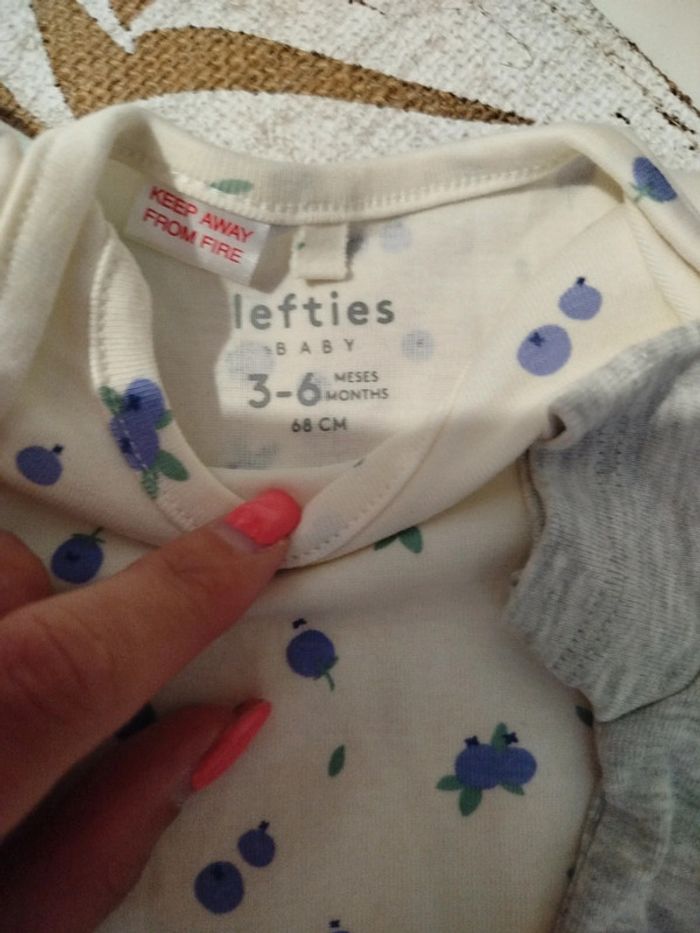 KEEP AWAY
FROM FIRE
lefties
BABY
3-6 MESES
MONTHS
68 CM